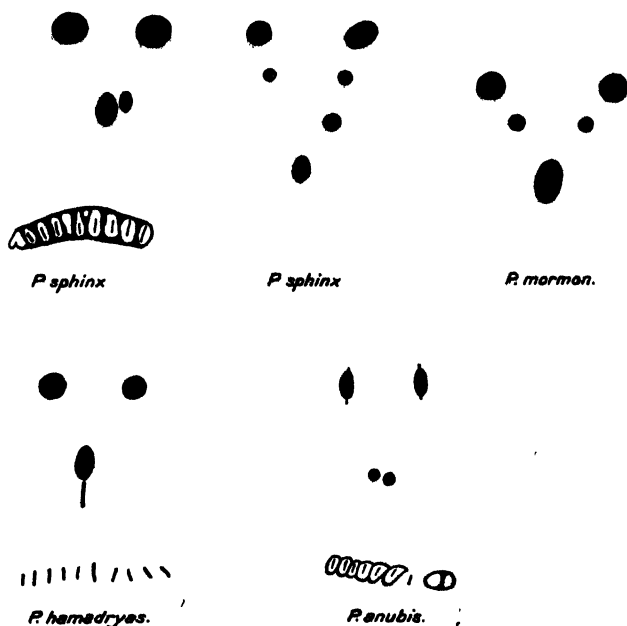 P. sphinx
P. sphinx
P. mormon.
P. hamadryas.
P. anubis.